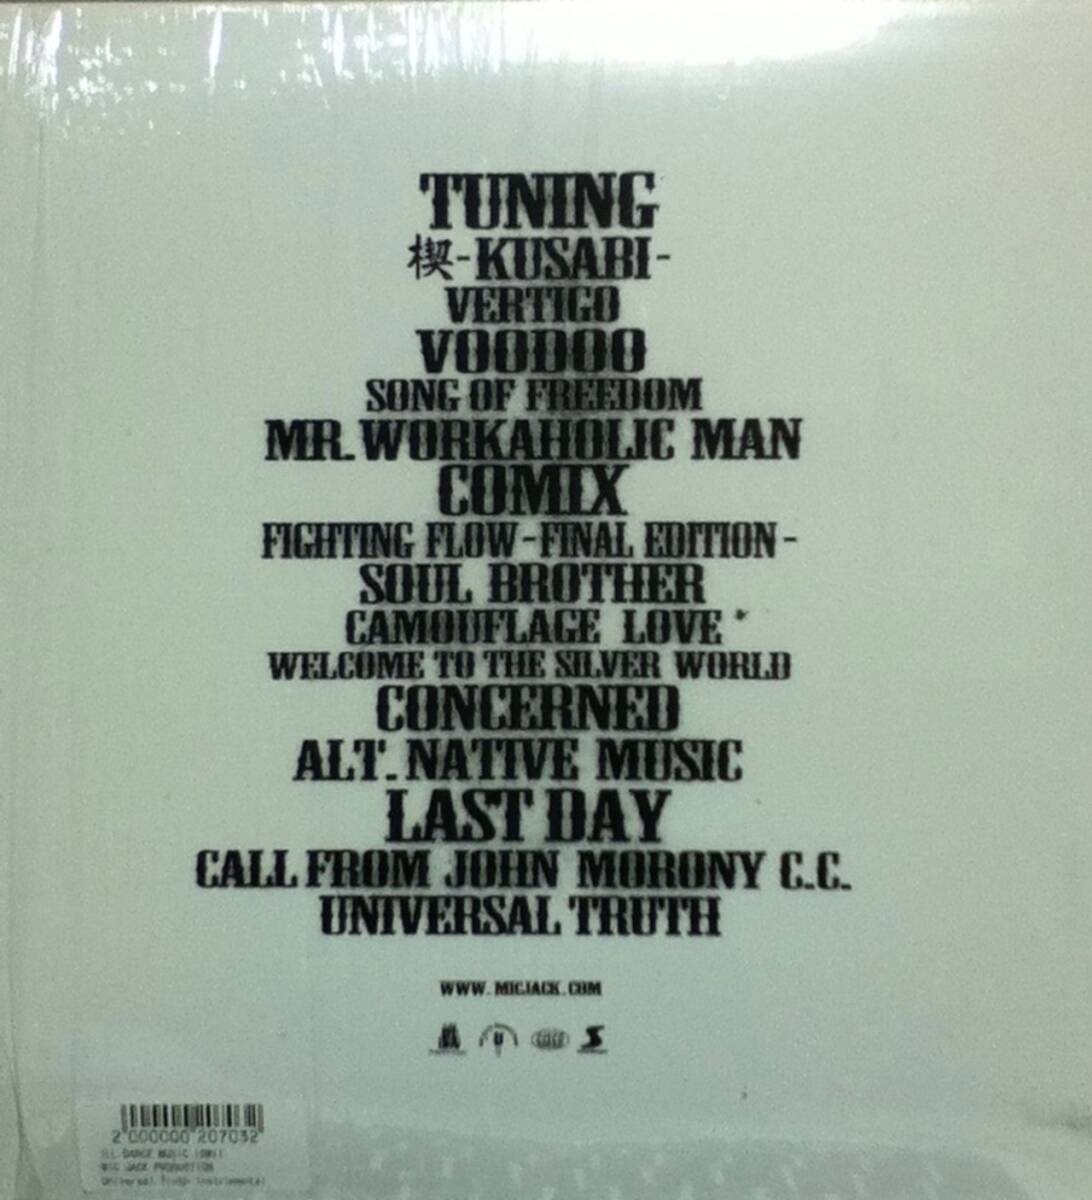 TUNING
楔-KUSABI-
VERTIGO
VOODOO
SONG OF FREEDOM
MR. WORKAHOLIC MAN
COMIX
FIGHTING FLOW -FINAL EDITION-
SOUL BROTHER
CAMOUFLAGE LOVE
WELCOME TO THE SILVER WORLD
CONCERNED
ALT. NATIVE MUSIC
LAST DAY
CALL FROM JOHN MORONY C.C.
UNIVERSAL TRUTH
WWW.MICJACK.COM
2 000000 207032
ILL DANCE MUSIC
MIC JACK PRODUCTION
Universal Truth Instrumental